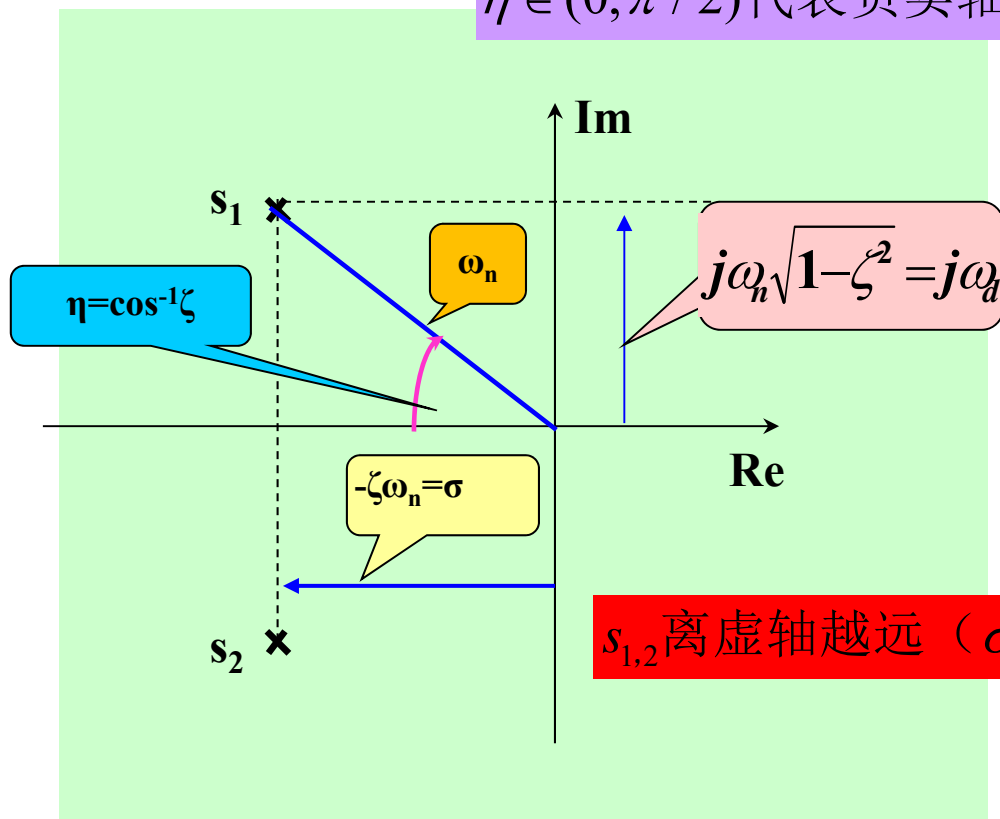 η∈(0,π/2)代表负实轴
Im
s₁
ωₙ
jωₙ√1−ζ² = jω_d
η=cos⁻¹ζ
Re
-ζωₙ=σ
s₁,₂离虚轴越远（σ
s₂